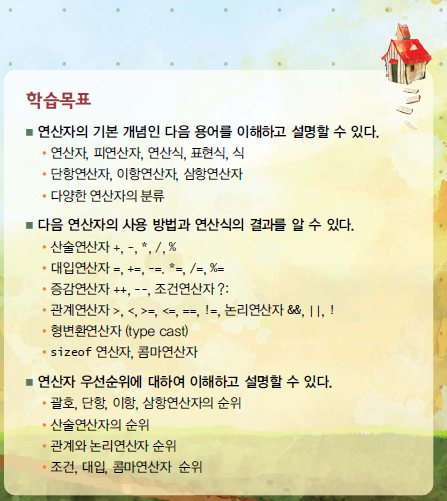 학습목표
■ 연산자의 기본 개념인 다음 용어를 이해하고 설명할 수 있다.
• 연산자, 피연산자, 연산식, 표현식, 식
• 단항연산자, 이항연산자, 삼항연산자
• 다양한 연산자의 분류
■ 다음 연산자의 사용 방법과 연산식의 결과를 알 수 있다.
• 산술연산자 +, -, *, /, %
• 대입연산자 =, +=, -=. *=, /=, %=
• 증감연산자 ++, --, 조건연산자 ?:
• 관계연산자 >, <, >=, <=, ==, !=, 논리연산자 &&, ||, !
• 형변환연산자 (type cast)
• sizeof 연산자, 콤마연산자
■ 연산자 우선순위에 대하여 이해하고 설명할 수 있다.
• 괄호, 단항, 이항, 삼항연산자의 순위
• 산술연산자의 순위
• 관계와 논리연산자 순위
• 조건, 대입, 콤마연산자 순위